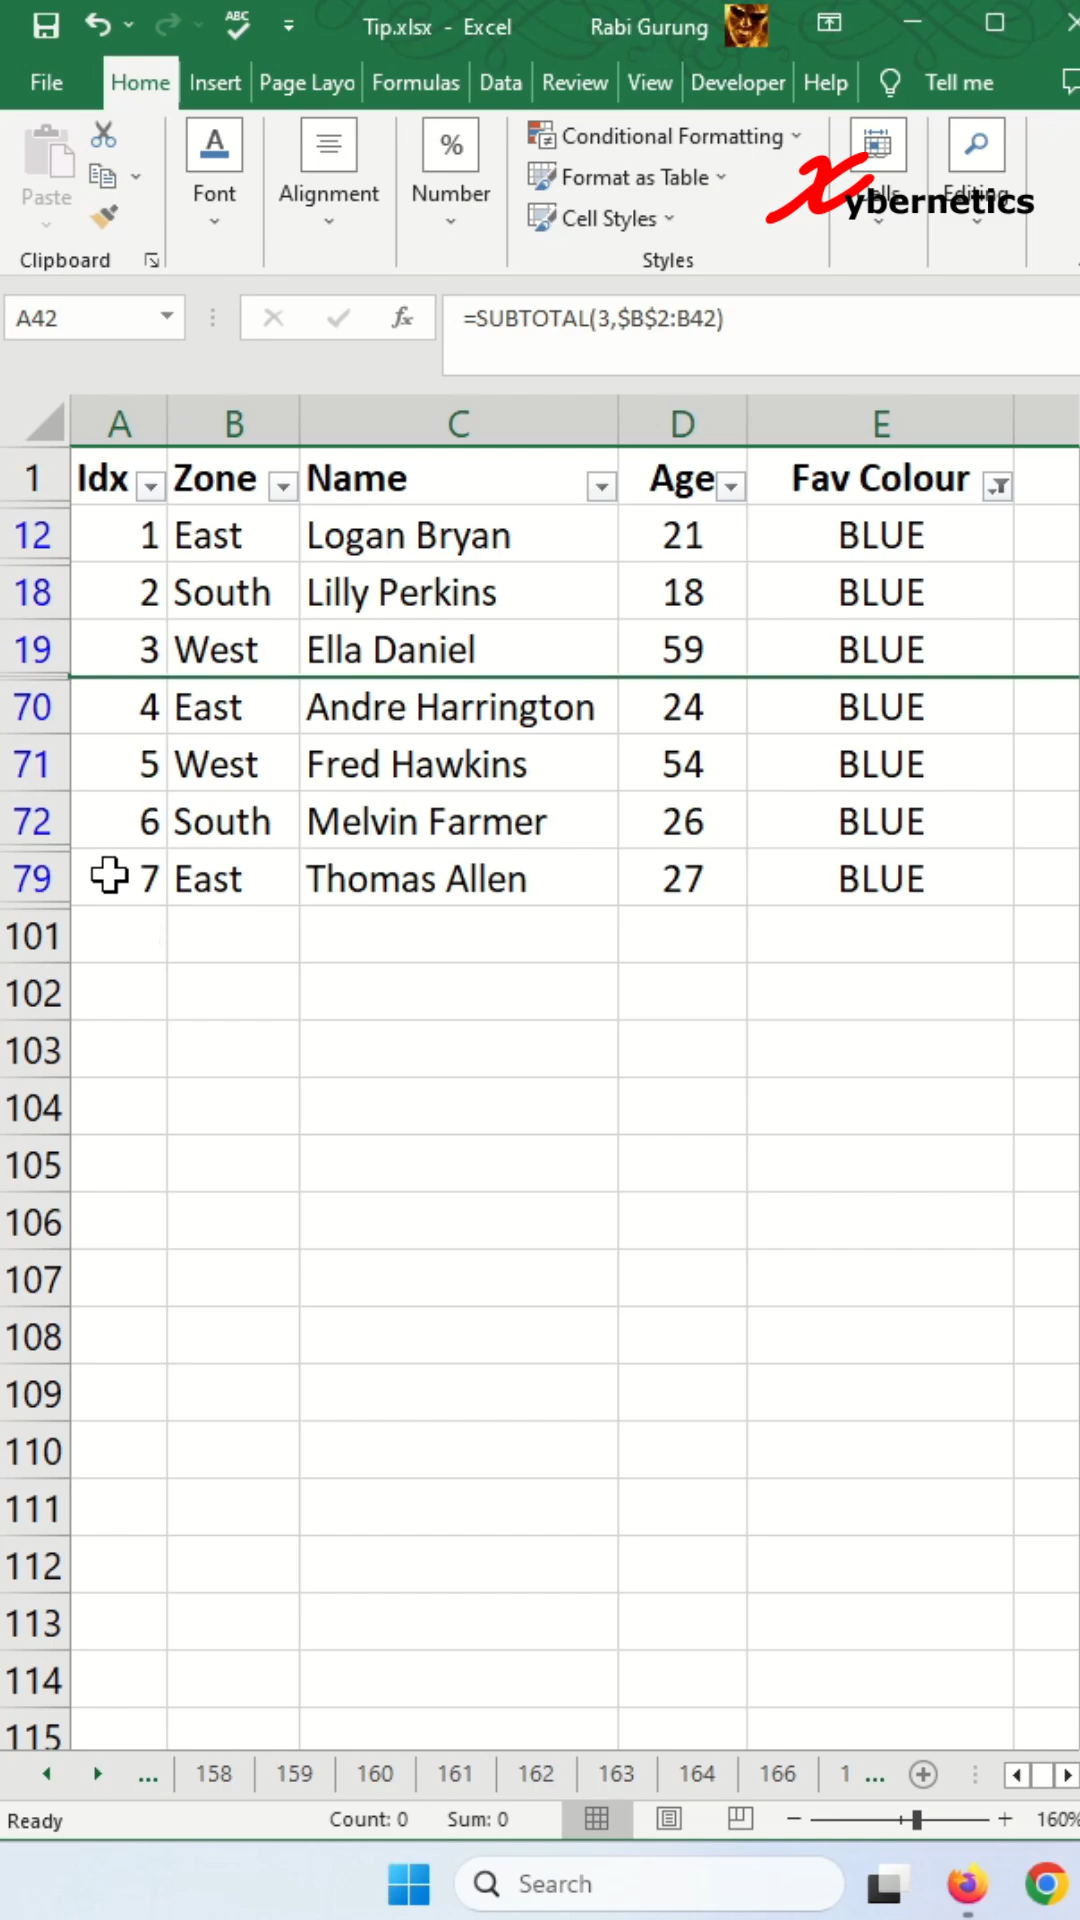 ABC
Tip.xlsx - Excel
Rabi Gurung
File Home Insert Page Layo Formulas Data Review View Developer Help Tell me
Paste
A
Font
Alignment
%
Number
Conditional Formatting
Format as Table
Cell Styles
Xybernetics
Clipboard
Styles
A42
fx
=SUBTOTAL(3,$B$2:B42)
A B C D E
1 Idx Zone Name Age Fav Colour
12 1 East Logan Bryan 21 BLUE
18 2 South Lilly Perkins 18 BLUE
19 3 West Ella Daniel 59 BLUE
70 4 East Andre Harrington 24 BLUE
71 5 West Fred Hawkins 54 BLUE
72 6 South Melvin Farmer 26 BLUE
79 7 East Thomas Allen 27 BLUE
101
102
103
104
105
106
107
108
109
110
111
112
113
114
115
... 158 159 160 161 162 163 164 166 1 ...
Ready Count: 0 Sum: 0 160%
Search